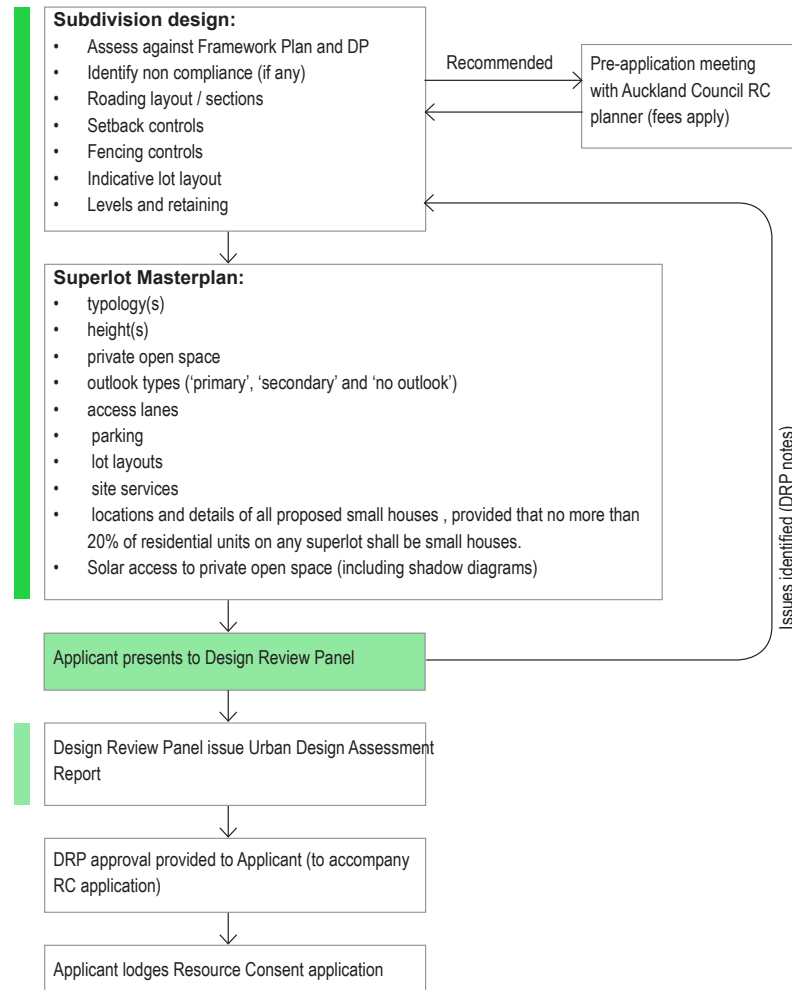 Subdivision design:
• Assess against Framework Plan and DP
• Identify non compliance (if any)
• Roading layout / sections
• Setback controls
• Fencing controls
• Indicative lot layout
• Levels and retaining
Recommended
Pre-application meeting
with Auckland Council RC
planner (fees apply)
Superlot Masterplan:
• typology(s)
• height(s)
• private open space
• outlook types (‘primary’, ‘secondary’ and ‘no outlook’)
• access lanes
• parking
• lot layouts
• site services
• locations and details of all proposed small houses , provided that no more than
20% of residential units on any superlot shall be small houses.
• Solar access to private open space (including shadow diagrams)
Issues identified (DRP notes)
Applicant presents to Design Review Panel
Design Review Panel issue Urban Design Assessment
Report
DRP approval provided to Applicant (to accompany
RC application)
Applicant lodges Resource Consent application